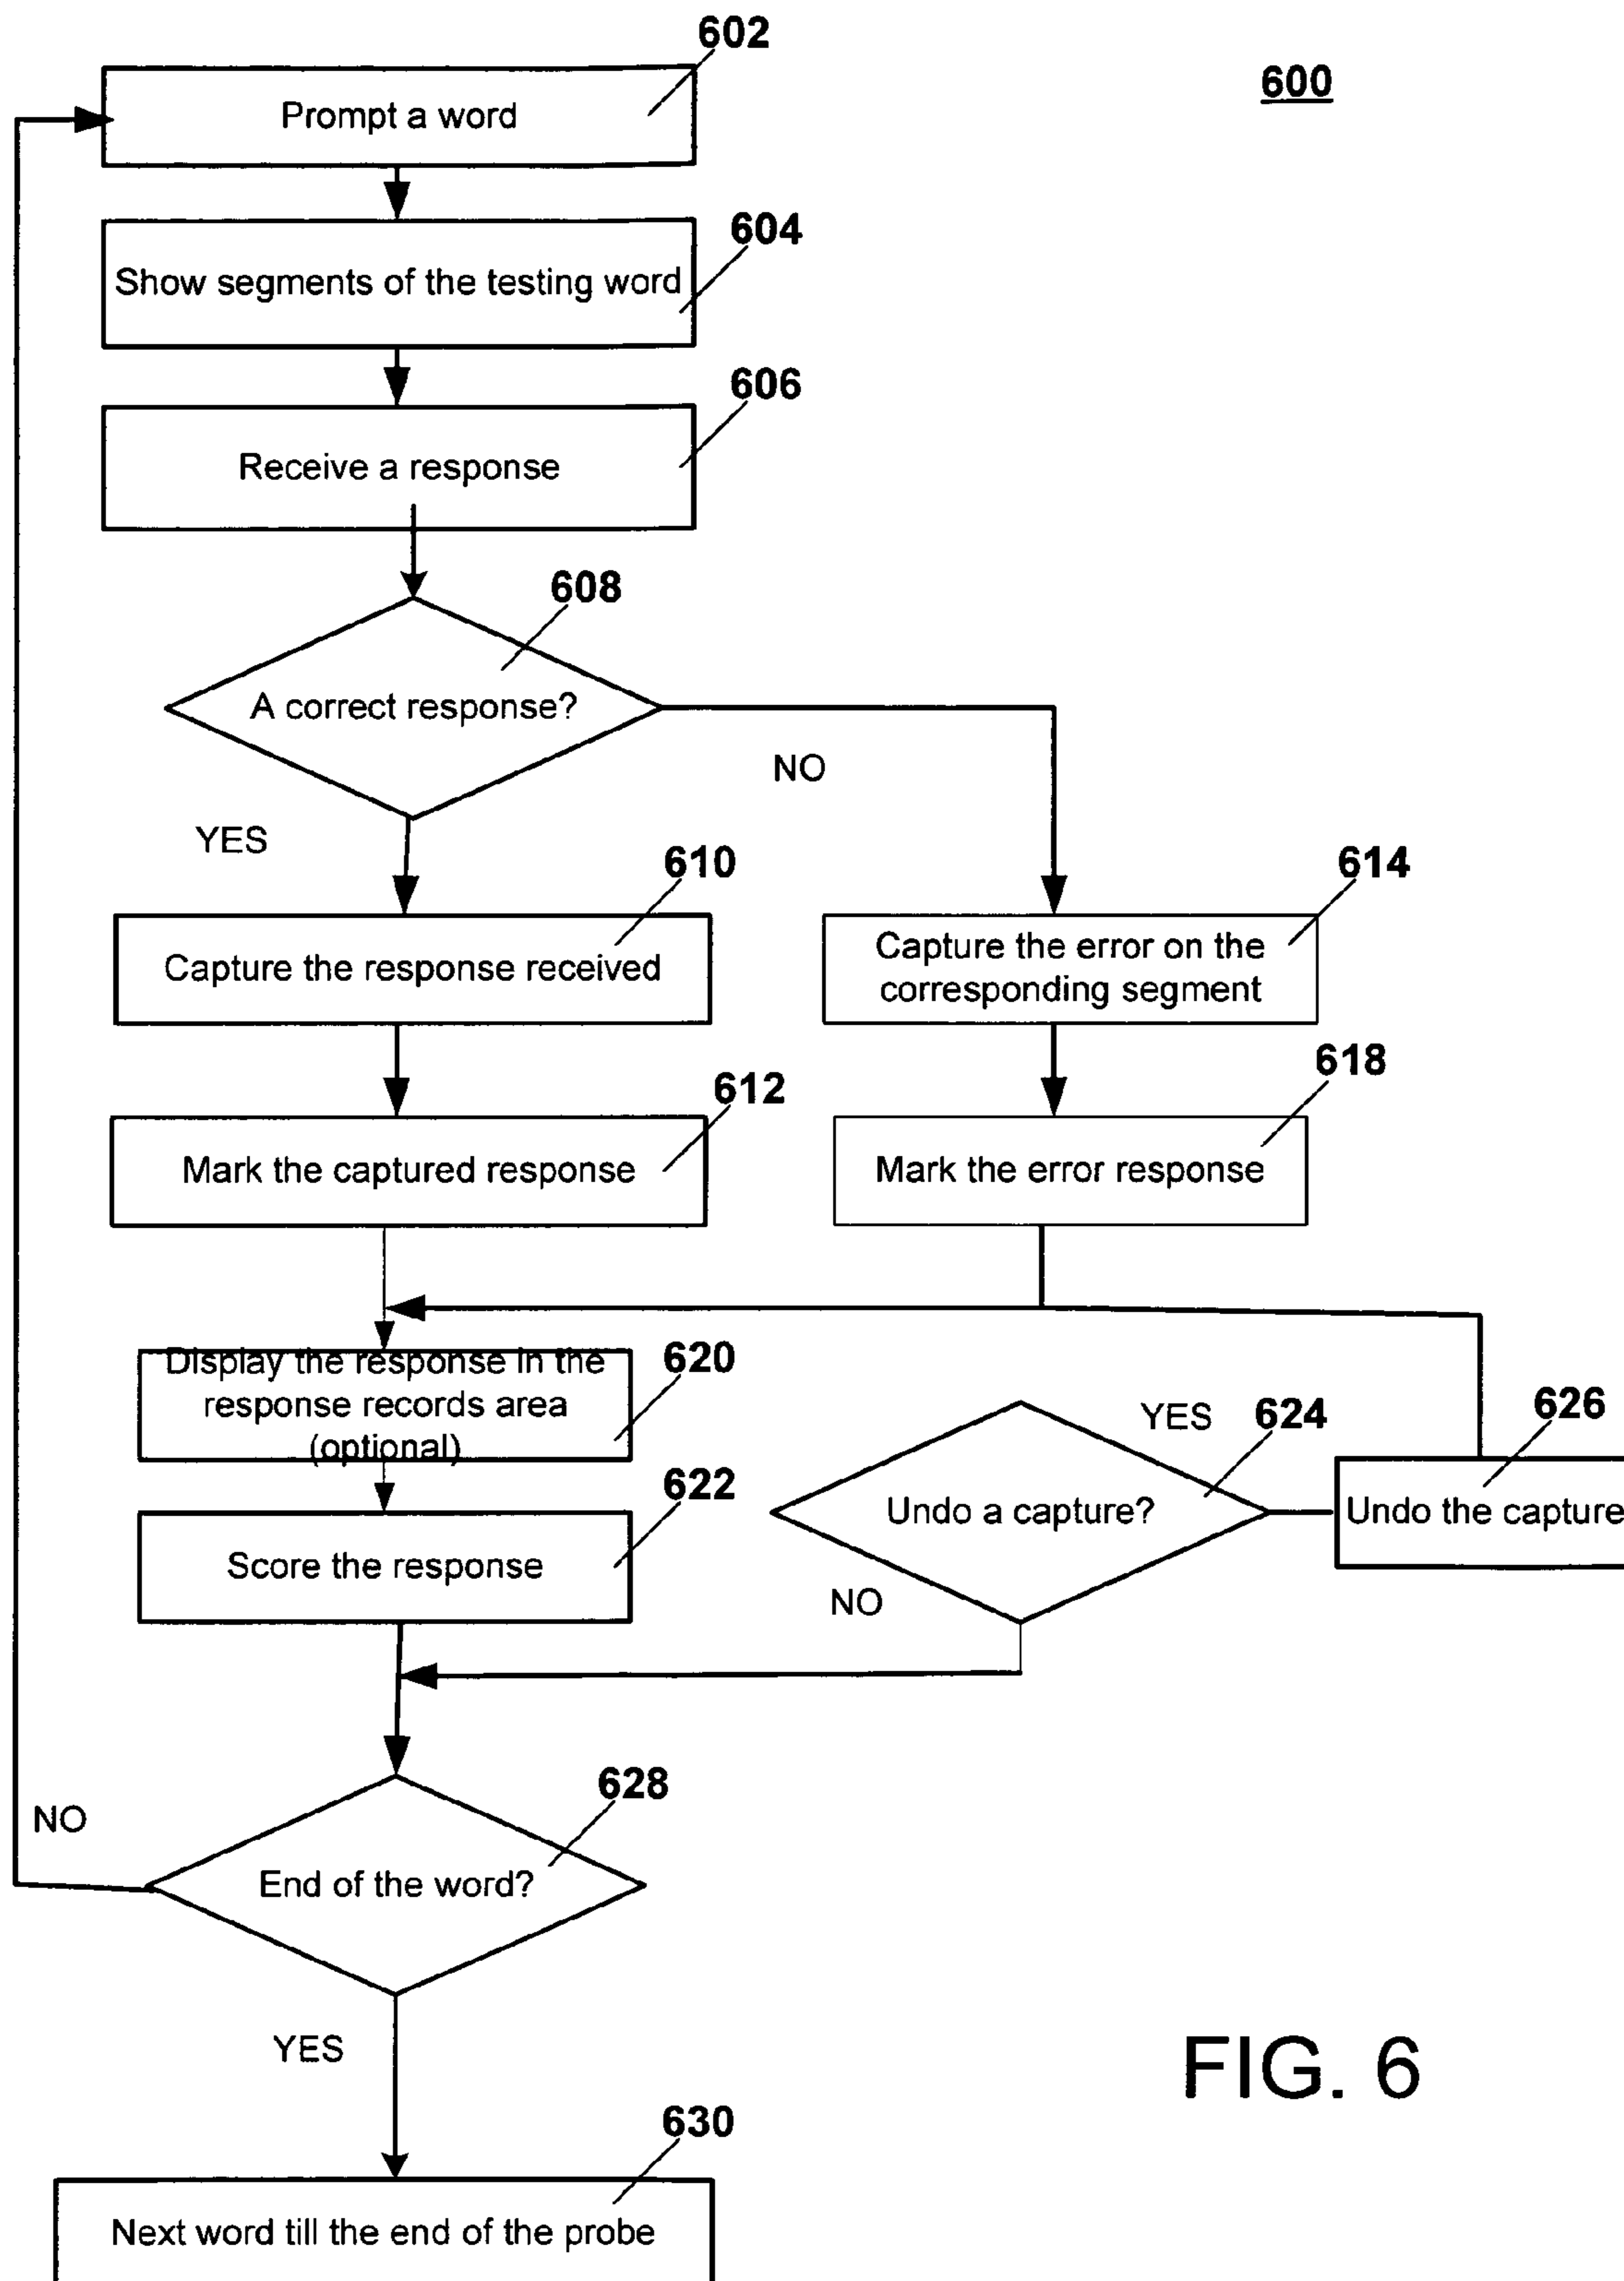 602
600
Prompt a word
604
Show segments of the testing word
606
Receive a response
608
A correct response?
NO
YES
610
614
Capture the response received
Capture the error on the
corresponding segment
618
612
Mark the captured response
Mark the error response
620
Display the response in the
response records area
(optional)
YES
624
626
622
Undo a capture?
Undo the capture
Score the response
NO
628
NO
End of the word?
YES
FIG. 6
630
Next word till the end of the probe